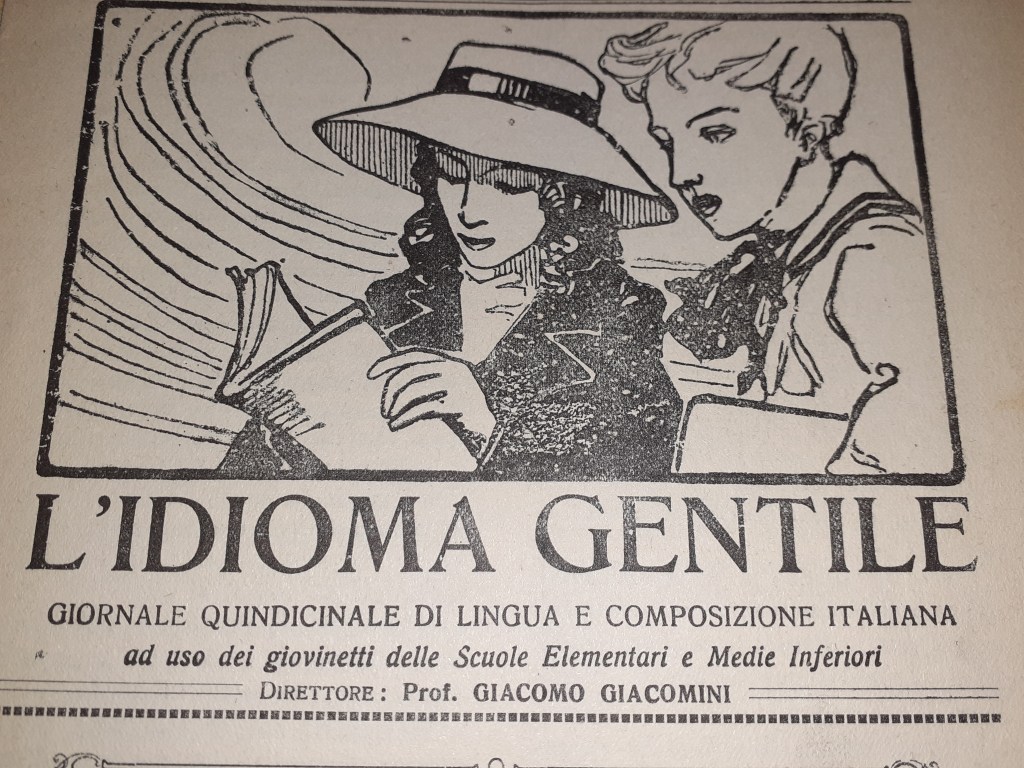 L'IDIOMA GENTILE
GIORNALE QUINDICINALE DI LINGUA E COMPOSIZIONE ITALIANA
ad uso dei giovinetti delle Scuole Elementari e Medie Inferiori
DIRETTORE: Prof. GIACOMO GIACOMINI